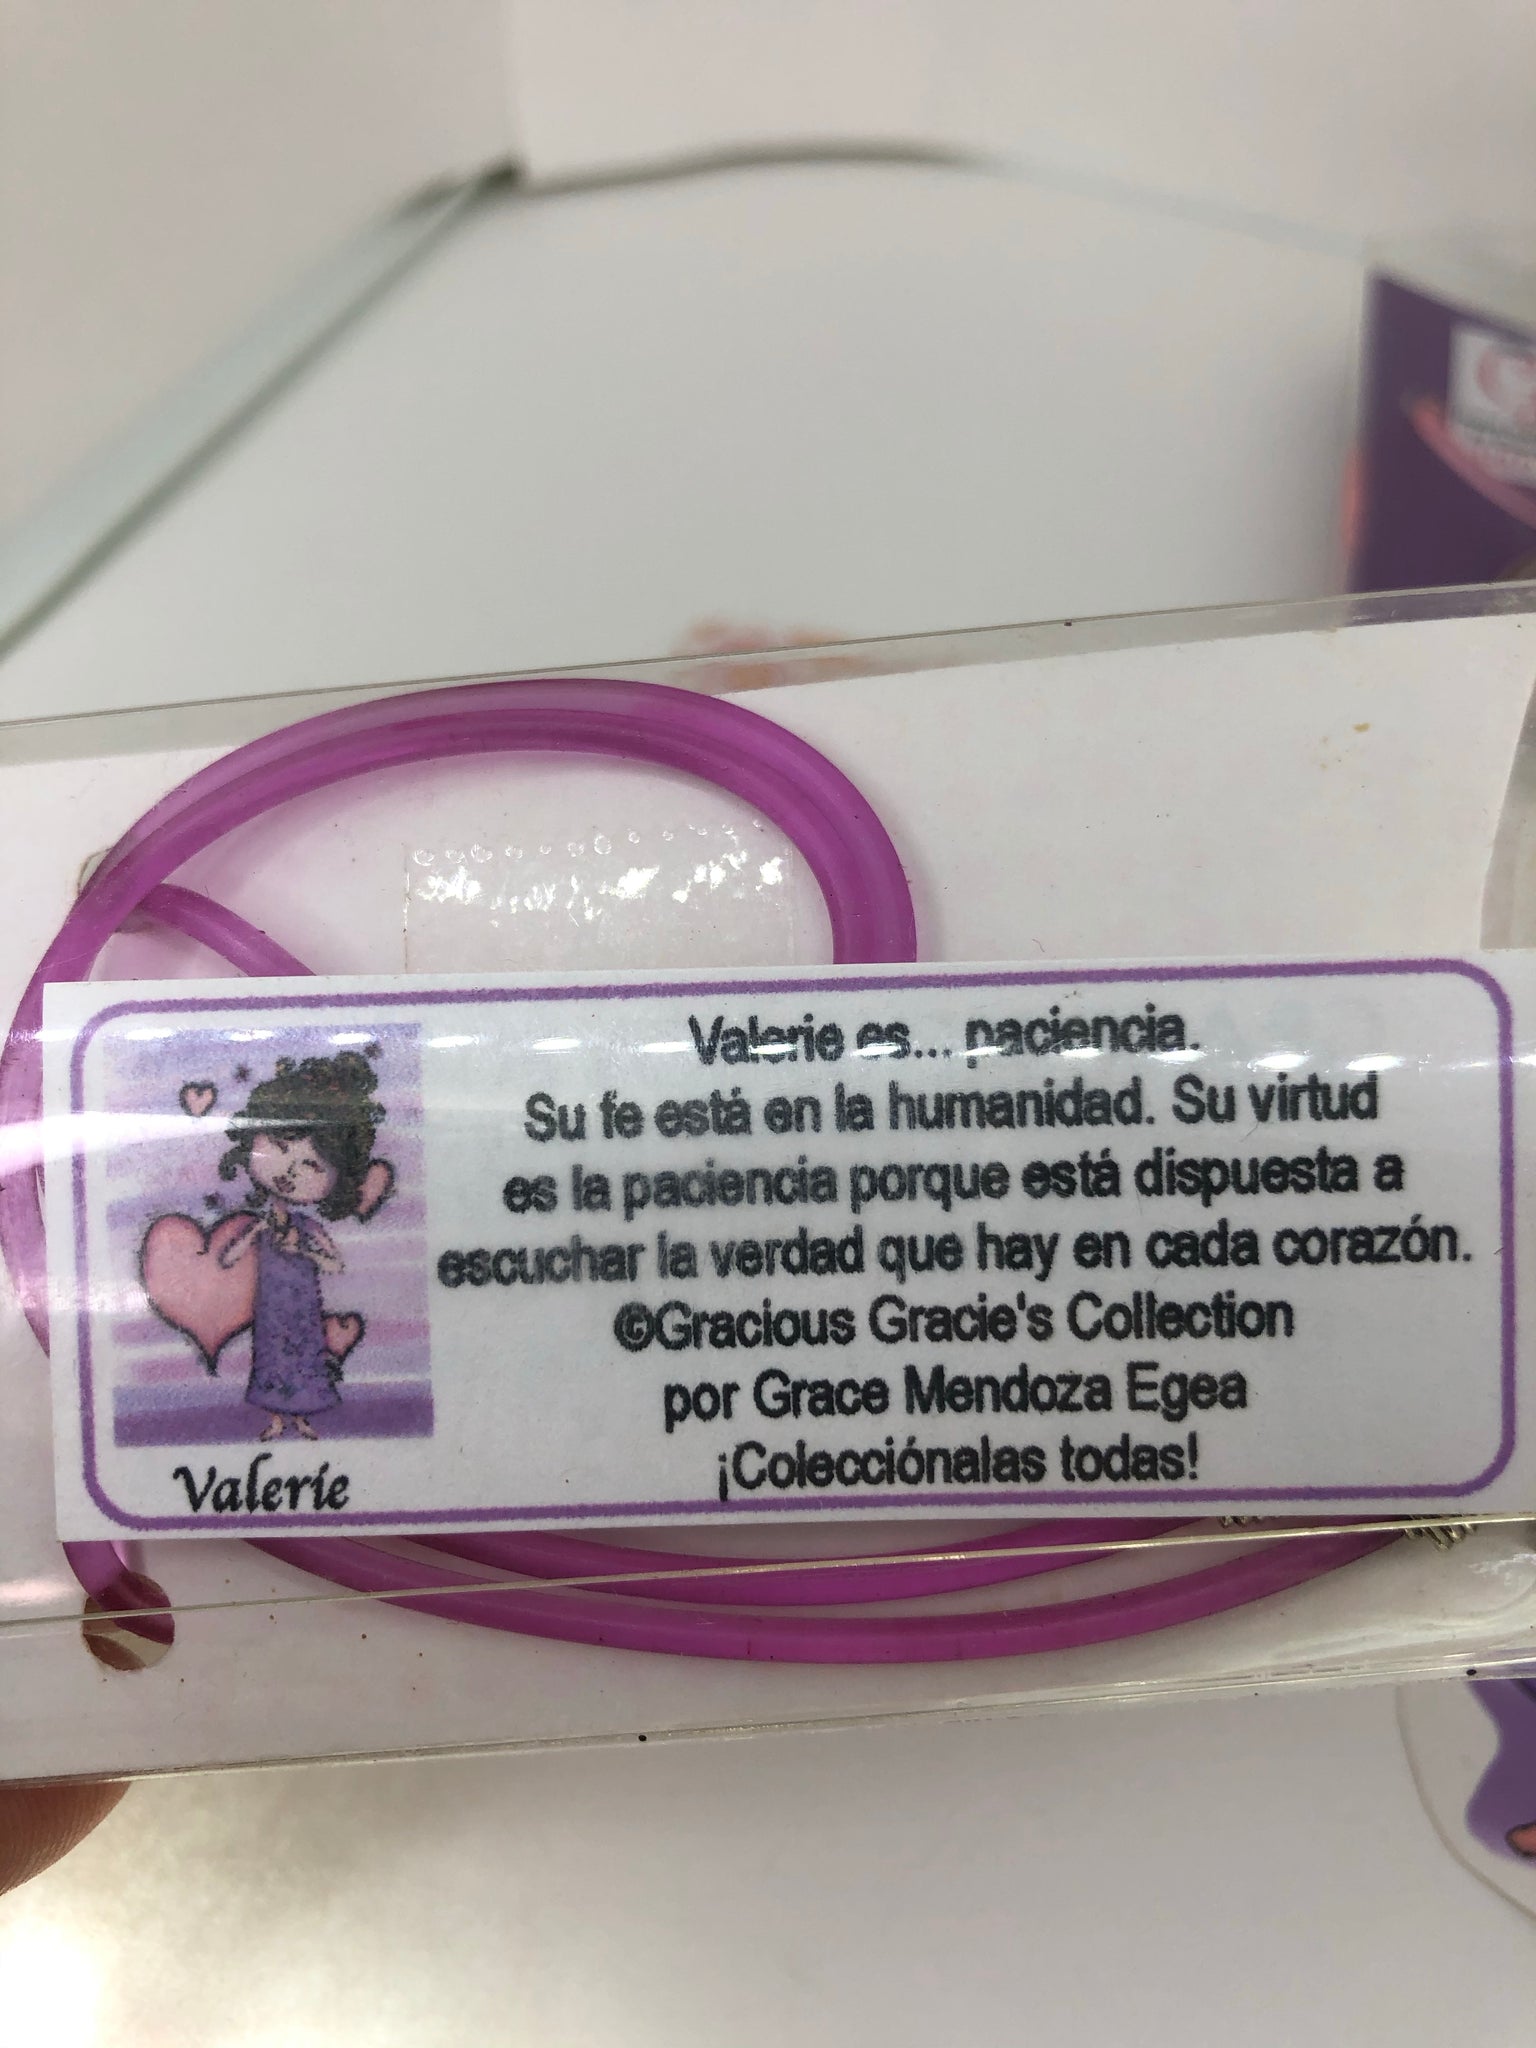 Valerie es... paciencia.
Su fe está en la humanidad. Su virtud
es la paciencia porque está dispuesta a
escuchar la verdad que hay en cada corazón.
©Gracious Gracie's Collection
por Grace Mendoza Egea
¡Colecciónalas todas!
Valerie